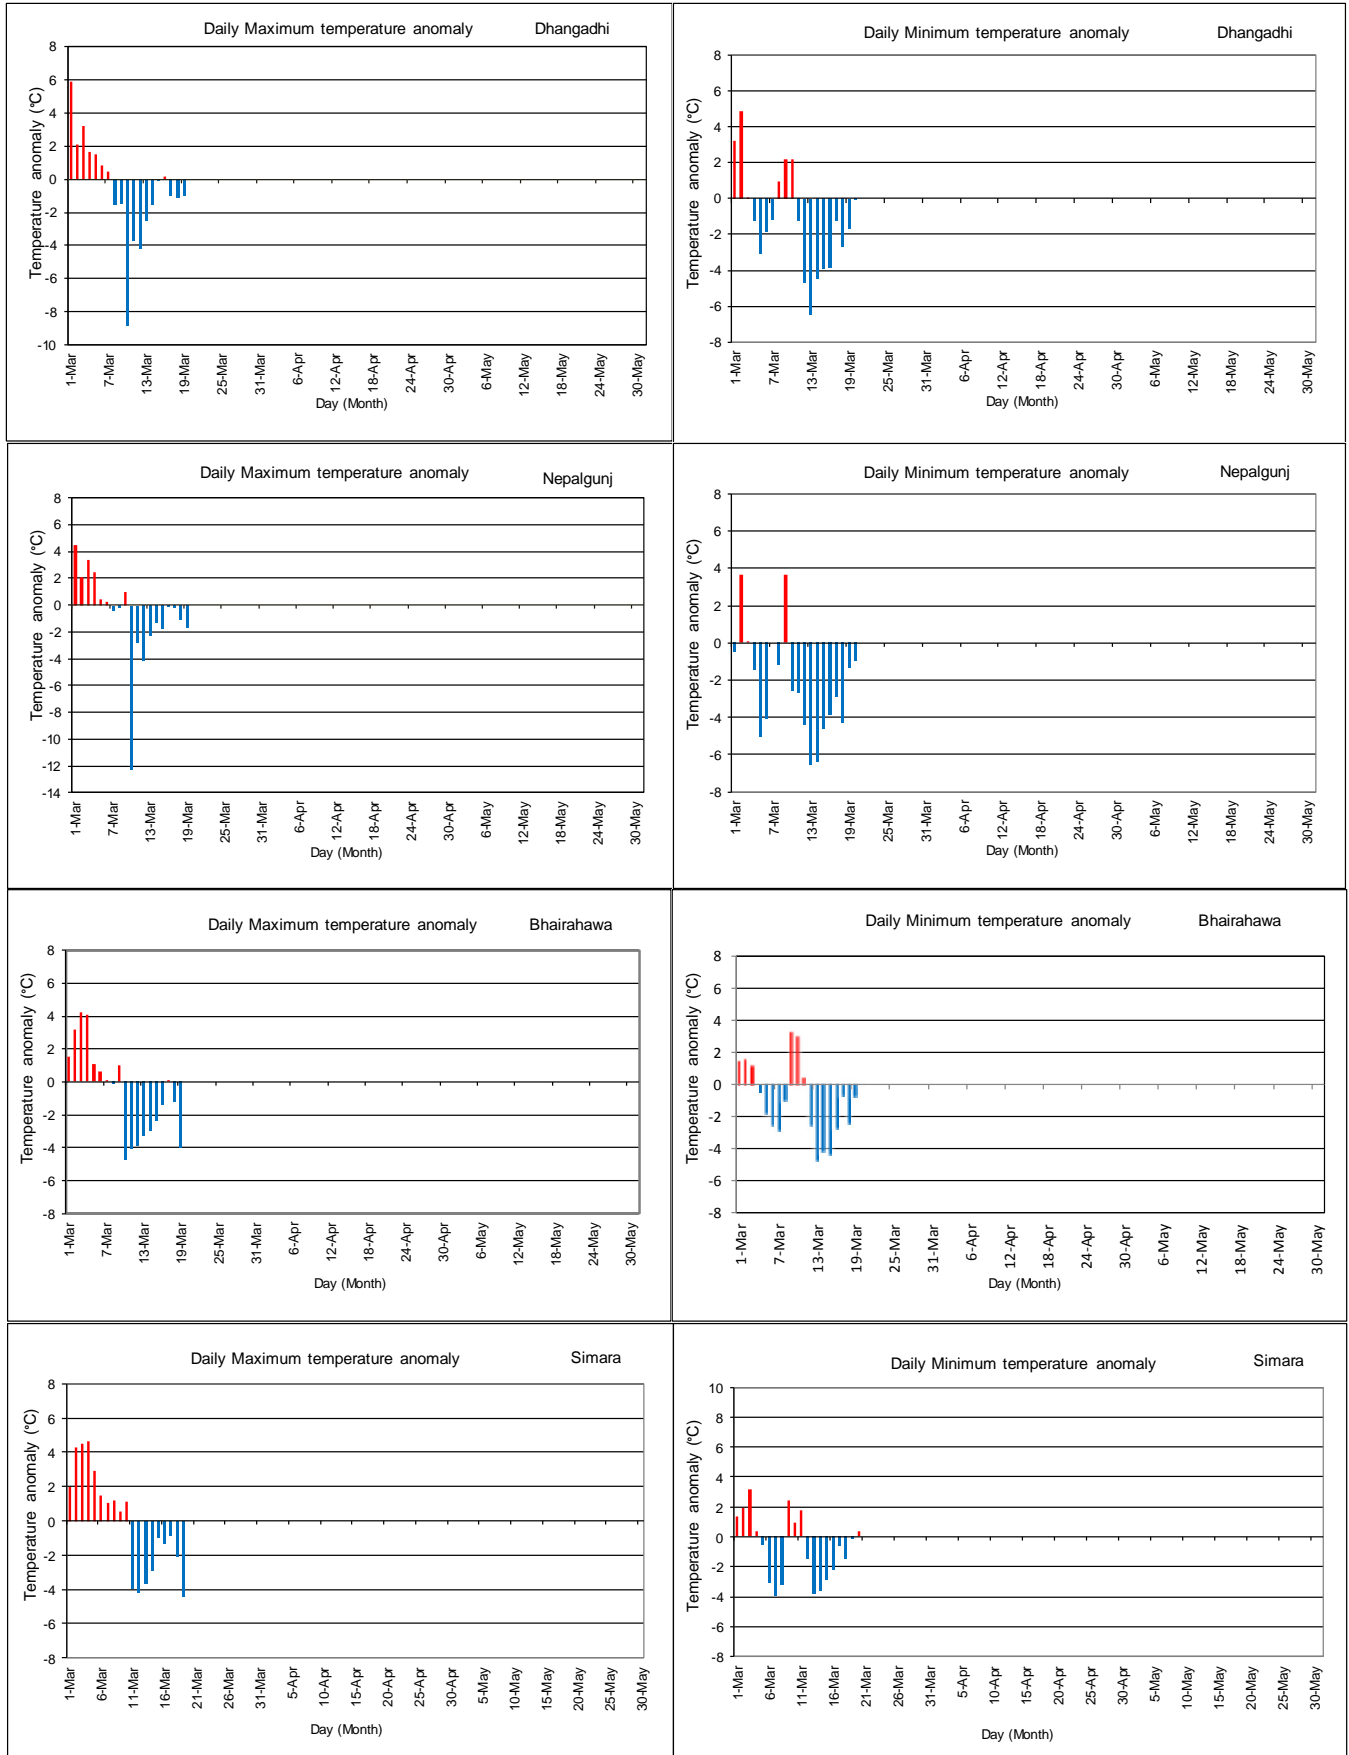 Daily Maximum temperature anomaly Dhangadhi
Temperature anomaly (°C)
8
6
4
2
0
-2
-4
-6
-8
-10
1-Mar 7-Mar 13-Mar 19-Mar 25-Mar 31-Mar 6-Apr 12-Apr 18-Apr 24-Apr 30-Apr 6-May 12-May 18-May 24-May 30-May
Day (Month)
Daily Minimum temperature anomaly Dhangadhi
Temperature anomaly (°C)
8
6
4
2
0
-2
-4
-6
-8
1-Mar 7-Mar 13-Mar 19-Mar 25-Mar 31-Mar 6-Apr 12-Apr 18-Apr 24-Apr 30-Apr 6-May 12-May 18-May 24-May 30-May
Day (Month)
Daily Maximum temperature anomaly Nepalgunj
Temperature anomaly (°C)
8
6
4
2
0
-2
-4
-6
-8
-10
-12
-14
1-Mar 7-Mar 13-Mar 19-Mar 25-Mar 31-Mar 6-Apr 12-Apr 18-Apr 24-Apr 30-Apr 6-May 12-May 18-May 24-May 30-May
Day (Month)
Daily Minimum temperature anomaly Nepalgunj
Temperature anomaly (°C)
8
6
4
2
0
-2
-4
-6
-8
1-Mar 7-Mar 13-Mar 19-Mar 25-Mar 31-Mar 6-Apr 12-Apr 18-Apr 24-Apr 30-Apr 6-May 12-May 18-May 24-May 30-May
Day (Month)
Daily Maximum temperature anomaly Bhairahawa
Temperature anomaly (°C)
8
6
4
2
0
-2
-4
-6
-8
1-Mar 7-Mar 13-Mar 19-Mar 25-Mar 31-Mar 6-Apr 12-Apr 18-Apr 24-Apr 30-Apr 6-May 12-May 18-May 24-May 30-May
Day (Month)
Daily Minimum temperature anomaly Bhairahawa
Temperature anomaly (°C)
8
6
4
2
0
-2
-4
-6
-8
1-Mar 7-Mar 13-Mar 19-Mar 25-Mar 31-Mar 6-Apr 12-Apr 18-Apr 24-Apr 30-Apr 6-May 12-May 18-May 24-May 30-May
Day (Month)
Daily Maximum temperature anomaly Simara
Temperature anomaly (°C)
8
6
4
2
0
-2
-4
-6
-8
1-Mar 6-Mar 11-Mar 16-Mar 21-Mar 26-Mar 31-Mar 5-Apr 10-Apr 15-Apr 20-Apr 25-Apr 30-Apr 5-May 10-May 15-May 20-May 25-May 30-May
Day (Month)
Daily Minimum temperature anomaly Simara
Temperature anomaly (°C)
10
8
6
4
2
0
-2
-4
-6
-8
1-Mar 6-Mar 11-Mar 16-Mar 21-Mar 26-Mar 31-Mar 5-Apr 10-Apr 15-Apr 20-Apr 25-Apr 30-Apr 5-May 10-May 15-May 20-May 25-May 30-May
Day (Month)